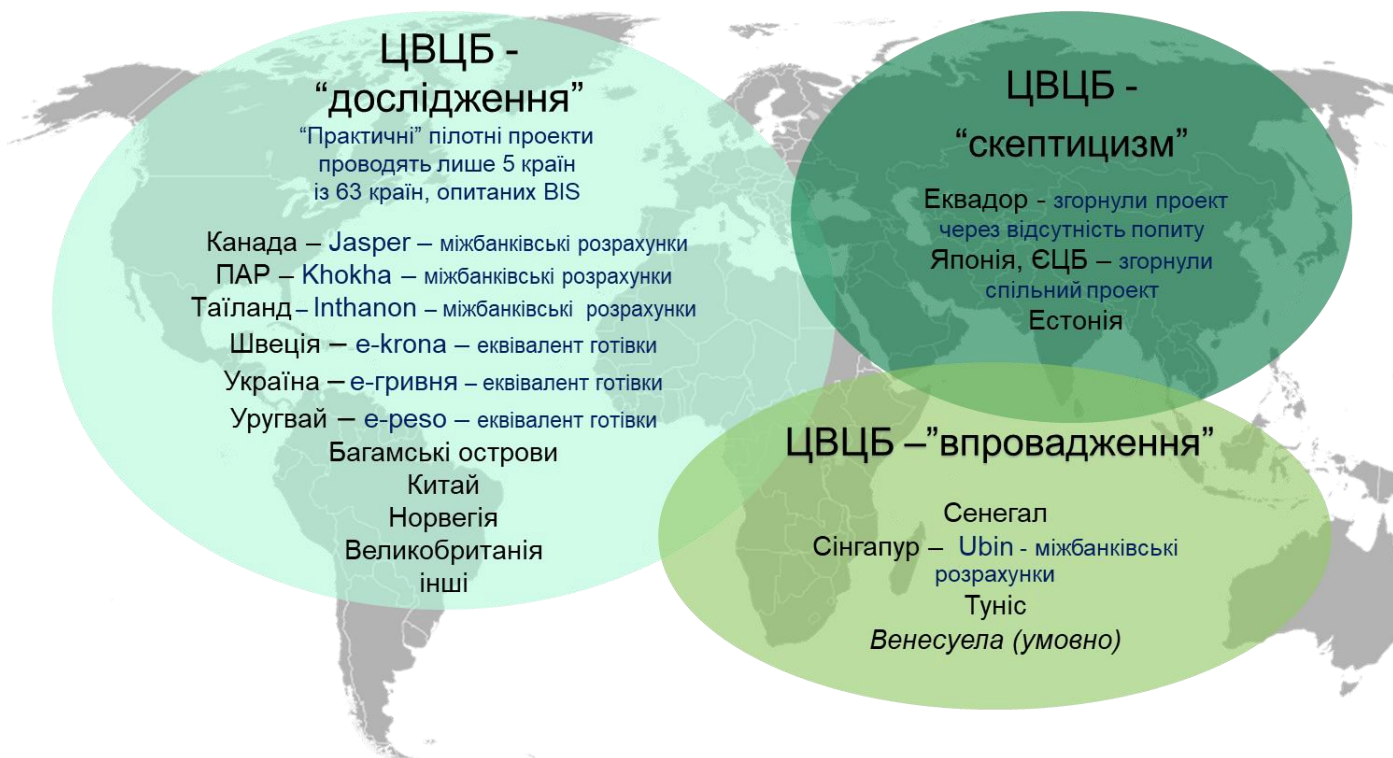 ЦВЦБ -
“дослідження”
“Практичні” пілотні проекти
проводять лише 5 країн
із 63 країн, опитаних BIS
Канада – Jasper – міжбанківські розрахунки
ПАР – Khokha – міжбанківські розрахунки
Таїланд – Inthanon – міжбанківські розрахунки
Швеція – e-krona – еквівалент готівки
Україна – е-гривня – еквівалент готівки
Уругвай – e-peso – еквівалент готівки
Багамські острови
Китай
Норвегія
Великобританія
інші
ЦВЦБ -
“скептицизм”
Еквадор - згорнули проект
через відсутність попиту
Японія, ЄЦБ – згорнули
спільний проект
Естонія
ЦВЦБ –”впровадження”
Сенегал
Сінгапур – Ubin - міжбанківські
розрахунки
Туніс
Венесуела (умовно)